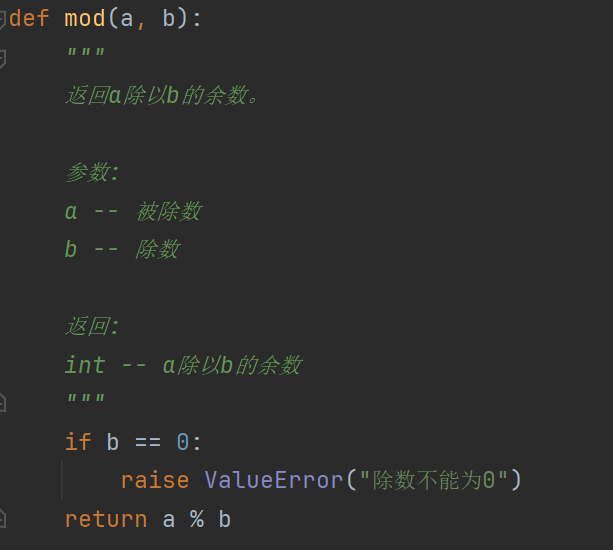 def mod(a, b):
    """
    返回a除以b的余数。

    参数:
    a -- 被除数
    b -- 除数

    返回:
    int -- a除以b的余数
    """
    if b == 0:
        raise ValueError("除数不能为0")
    return a % b